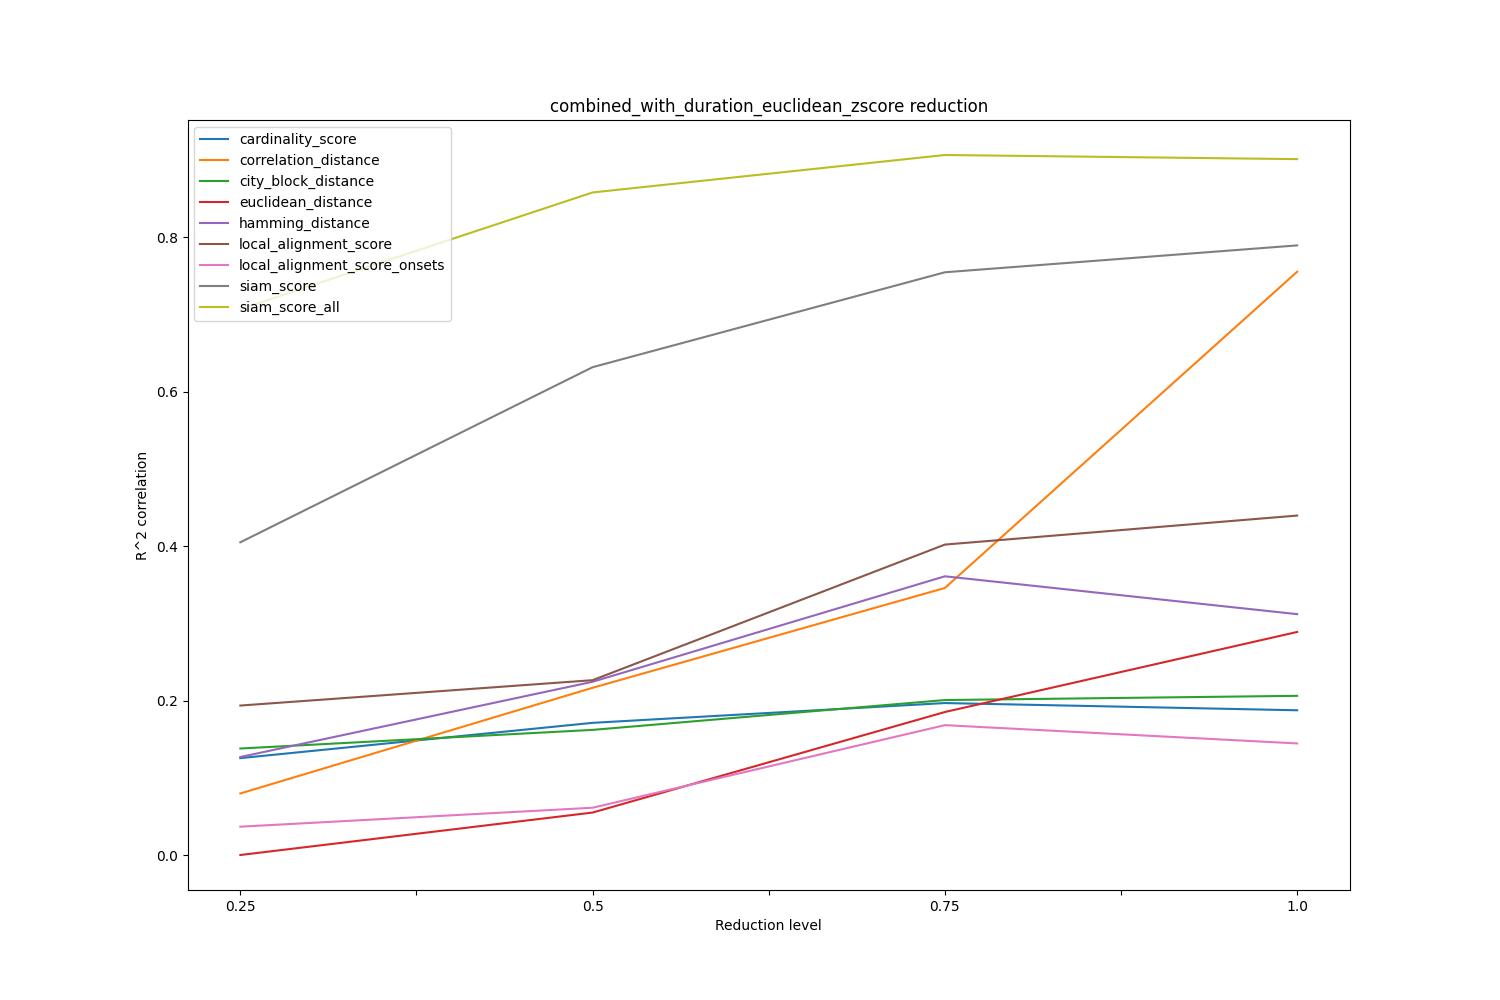 combined_with_duration_euclidean_zscore reduction
cardinality_score
correlation_distance
city_block_distance
euclidean_distance
hamming_distance
local_alignment_score
local_alignment_score_onsets
siam_score
siam_score_all
0.8
0.6
0.4
0.2
0.0
R^2 correlation
0.25
0.5
0.75
1.0
Reduction level